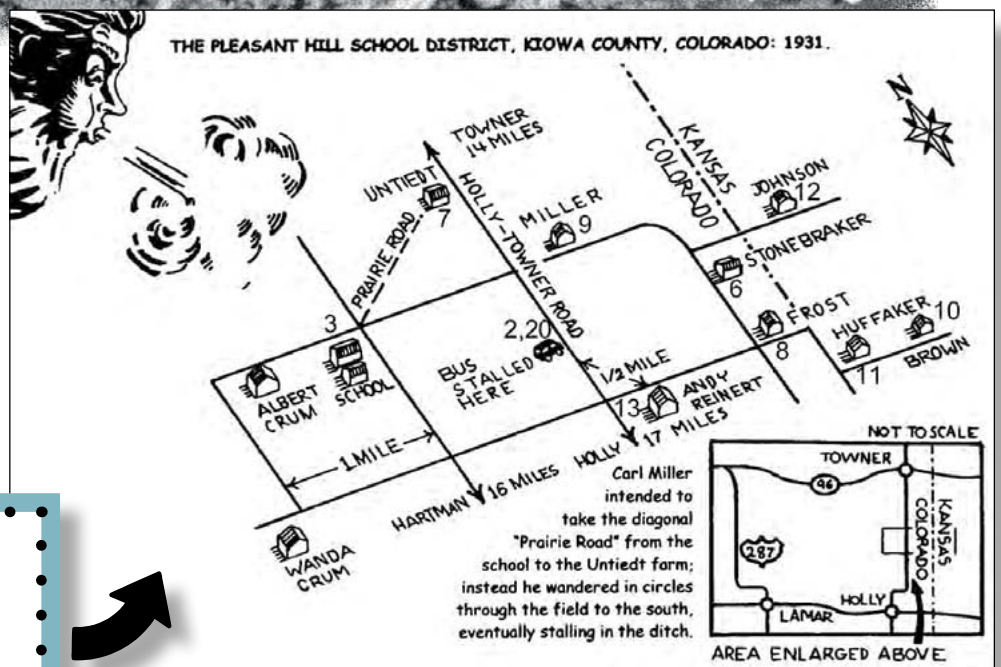 THE PLEASANT HILL SCHOOL DISTRICT, KIOWA COUNTY, COLORADO: 1931.
N
TOWNER
14 MILES
KANSAS
COLORADO
UNTIEDT
7
HOLLY-TOWNER ROAD
MILLER
9
JOHNSON
12
PRAIRIE ROAD
STONEBRAKER
6
3
2,20
FROST
8
HUFFAKER
10
11
BROWN
BUS
STALLED
HERE
1/2 MILE
ALBERT
CRUM
SCHOOL
13
ANDY
REINERT
1 MILE
HARTMAN 16 MILES
HOLLY 17 MILES
WANDA
CRUM
Carl Miller
intended to
take the diagonal
"Prairie Road" from the
school to the Untiedt farm;
instead he wandered in circles
through the field to the south,
eventually stalling in the ditch.
NOT TO SCALE
TOWNER
96
287
COLORADO
KANSAS
HOLLY
LAMAR
AREA ENLARGED ABOVE